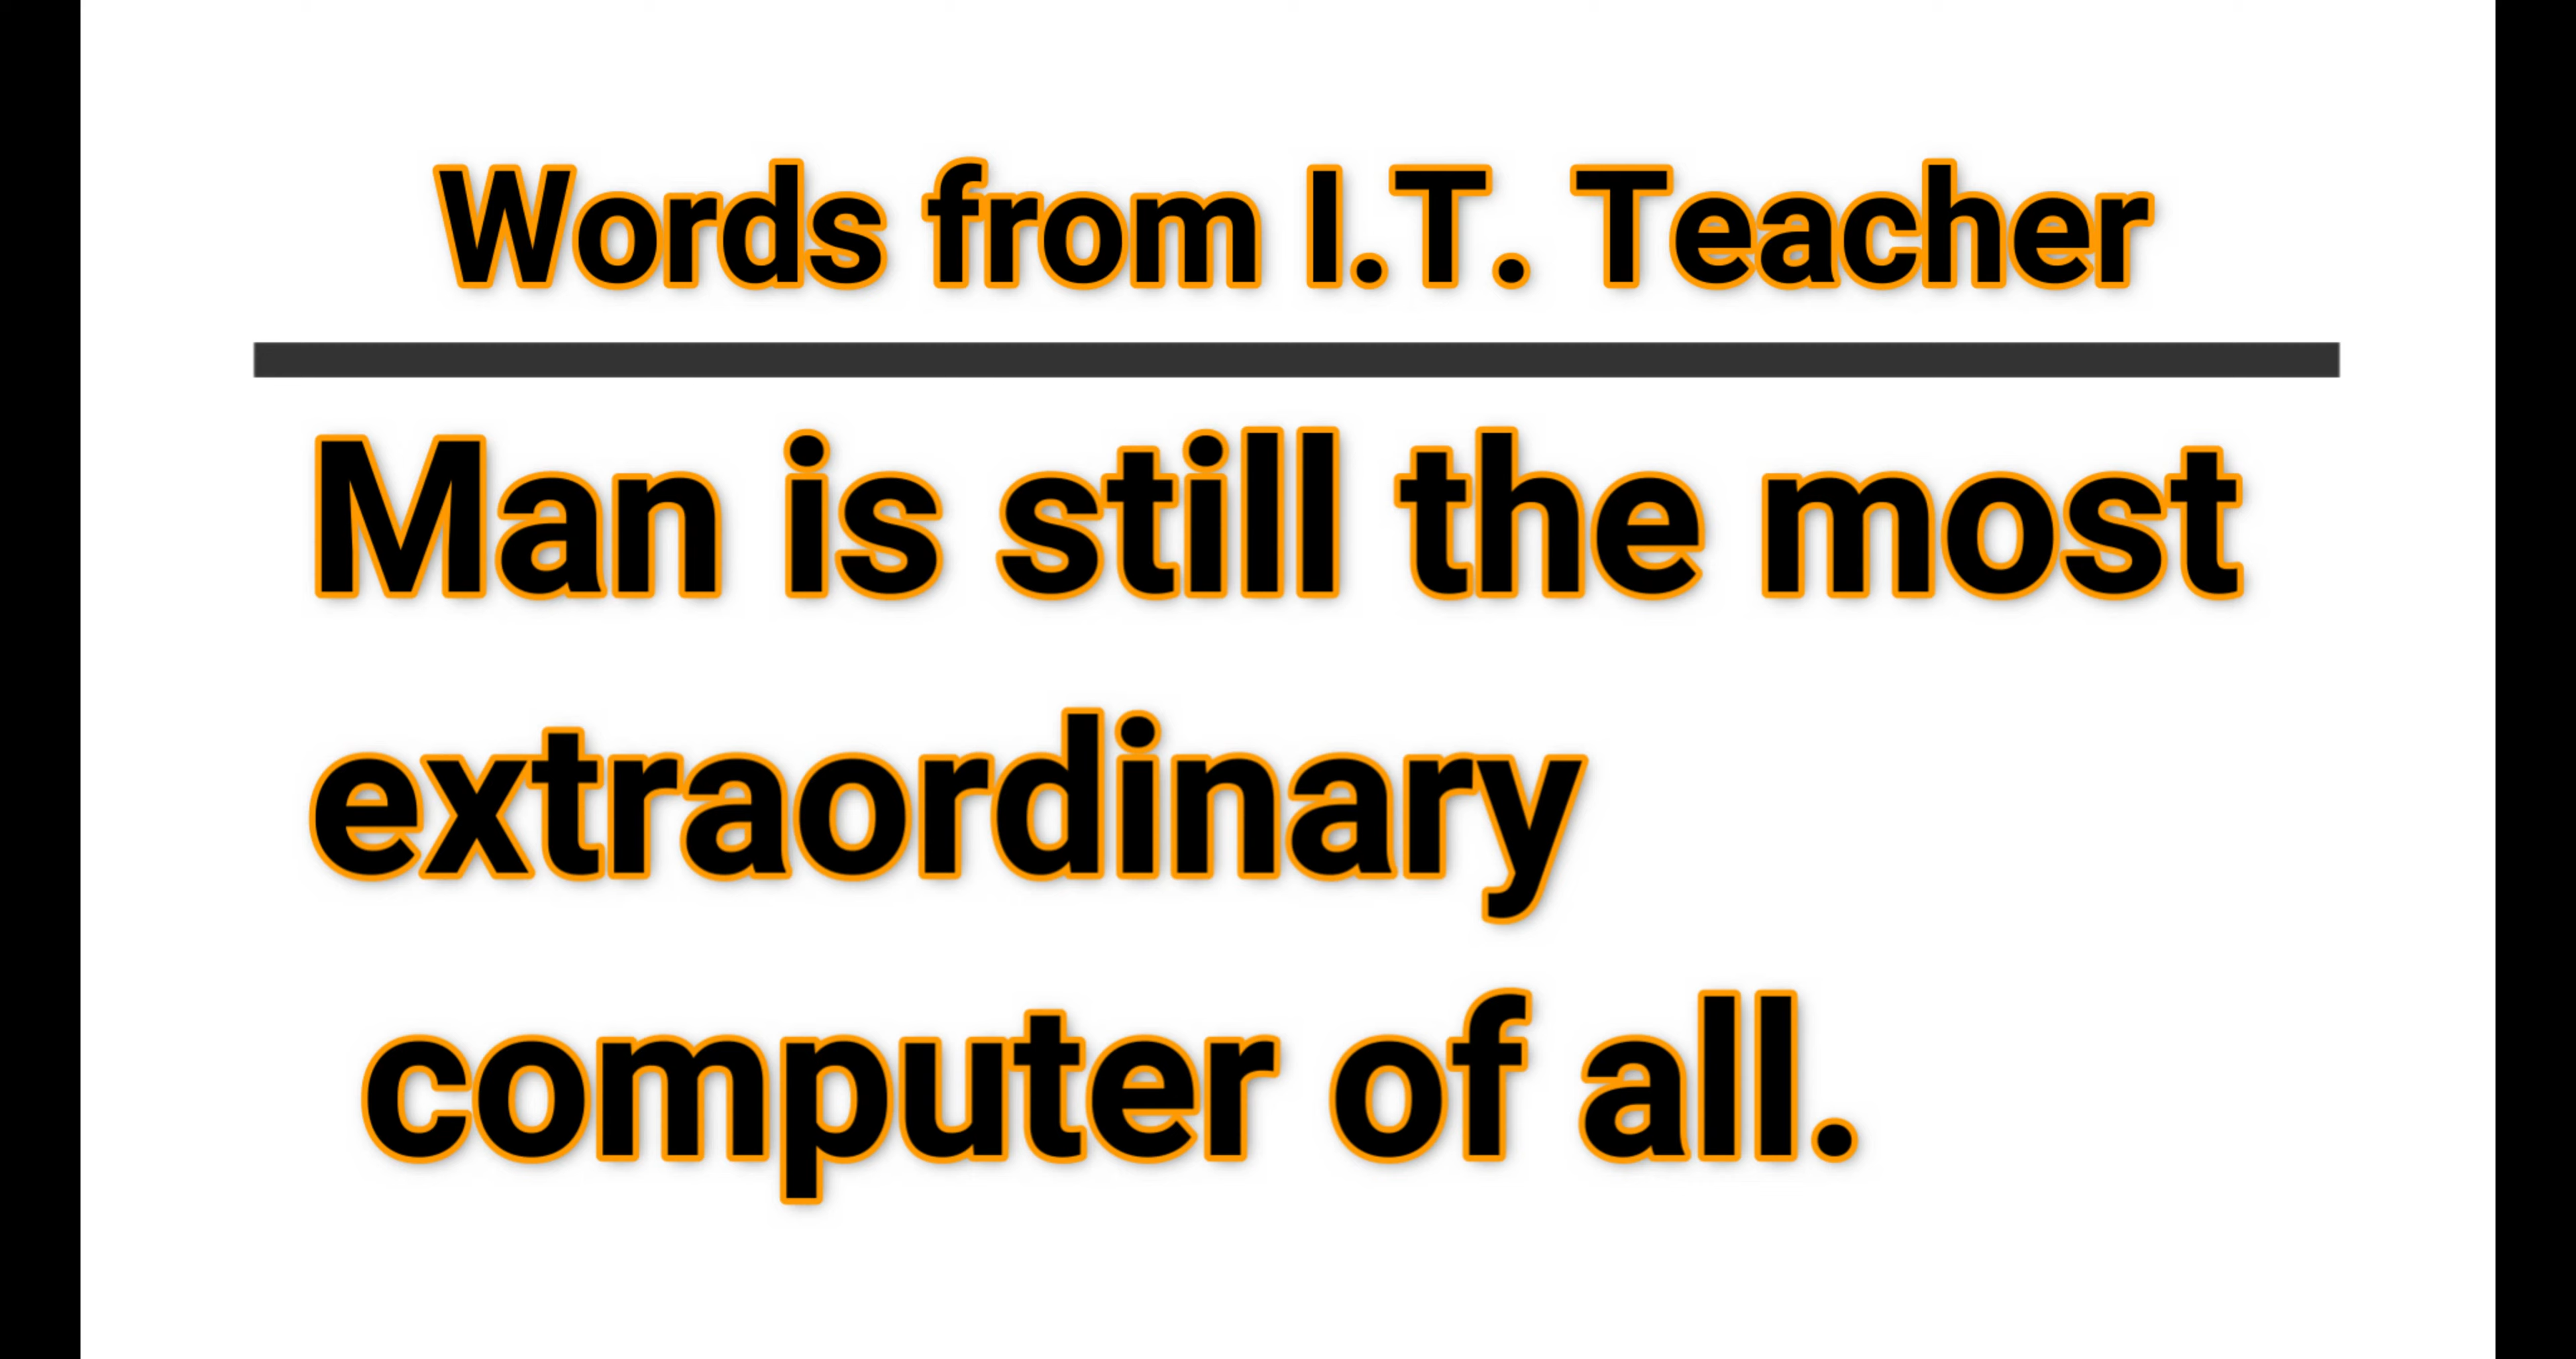 Words from I.T. Teacher
Man is still the most
extraordinary
computer of all.